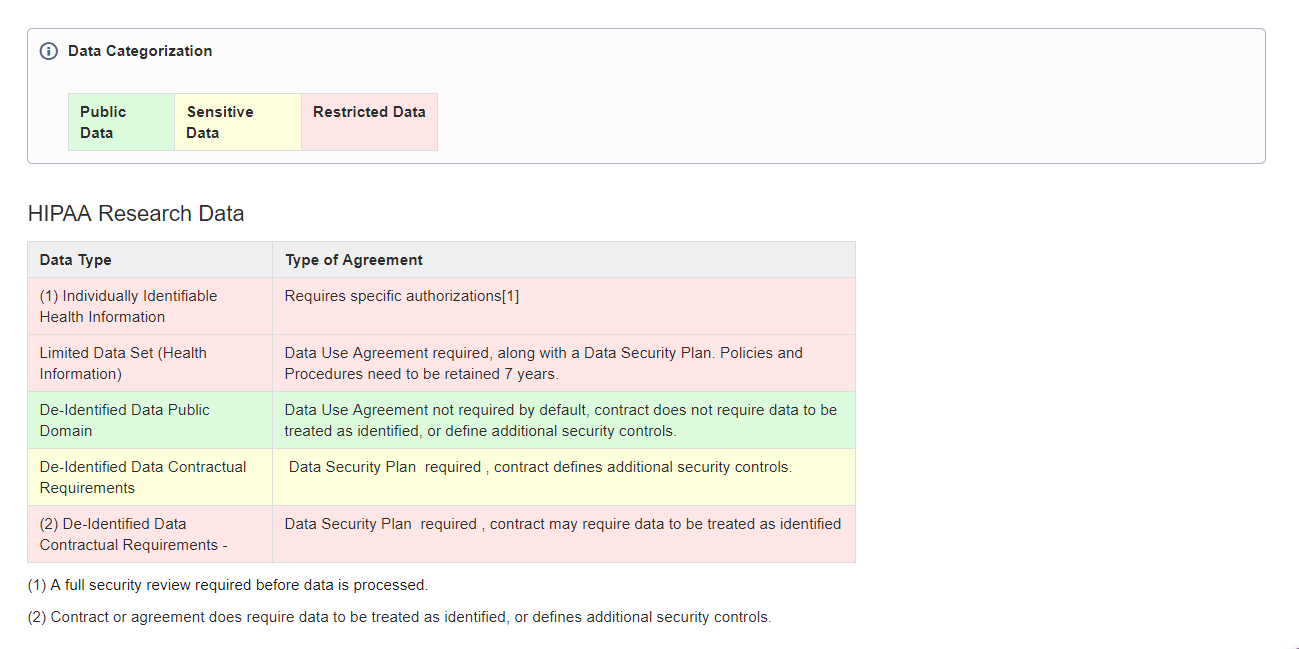 Data Categorization
Public
Data
Sensitive
Data
Restricted Data
HIPAA Research Data
Data Type
Type of Agreement
(1) Individually Identifiable
Health Information
Requires specific authorizations[1]
Limited Data Set (Health
Information)
Data Use Agreement required, along with a Data Security Plan. Policies and
Procedures need to be retained 7 years.
De-Identified Data Public
Domain
Data Use Agreement not required by default, contract does not require data to be
treated as identified, or define additional security controls.
De-Identified Data Contractual
Requirements
Data Security Plan  required , contract defines additional security controls.
(2) De-Identified Data
Contractual Requirements -
Data Security Plan  required , contract may require data to be treated as identified
(1) A full security review required before data is processed.
(2) Contract or agreement does require data to be treated as identified, or defines additional security controls.